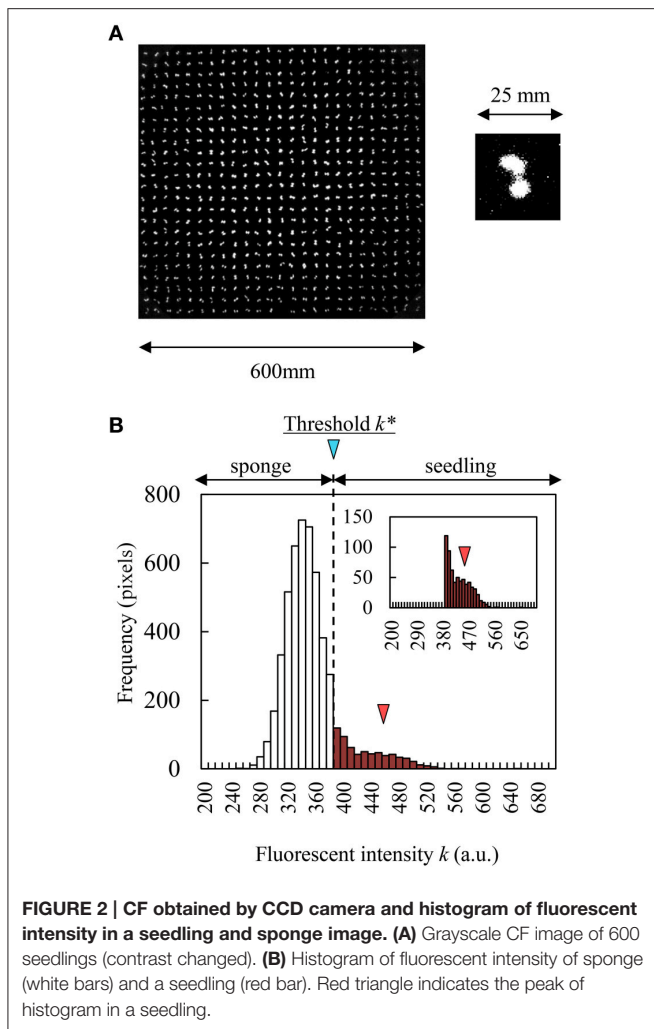 A
25 mm
600mm
B
Threshold k*
sponge
seedling
800
600
400
200
0
Frequency (pixels)
150
100
50
0
200
290
380
470
560
650
200
240
280
320
360
400
440
480
520
560
600
640
680
Fluorescent intensity k (a.u.)
FIGURE 2 | CF obtained by CCD camera and histogram of fluorescent
intensity in a seedling and sponge image. (A) Grayscale CF image of 600
seedlings (contrast changed). (B) Histogram of fluorescent intensity of sponge
(white bars) and a seedling (red bar). Red triangle indicates the peak of
histogram in a seedling.